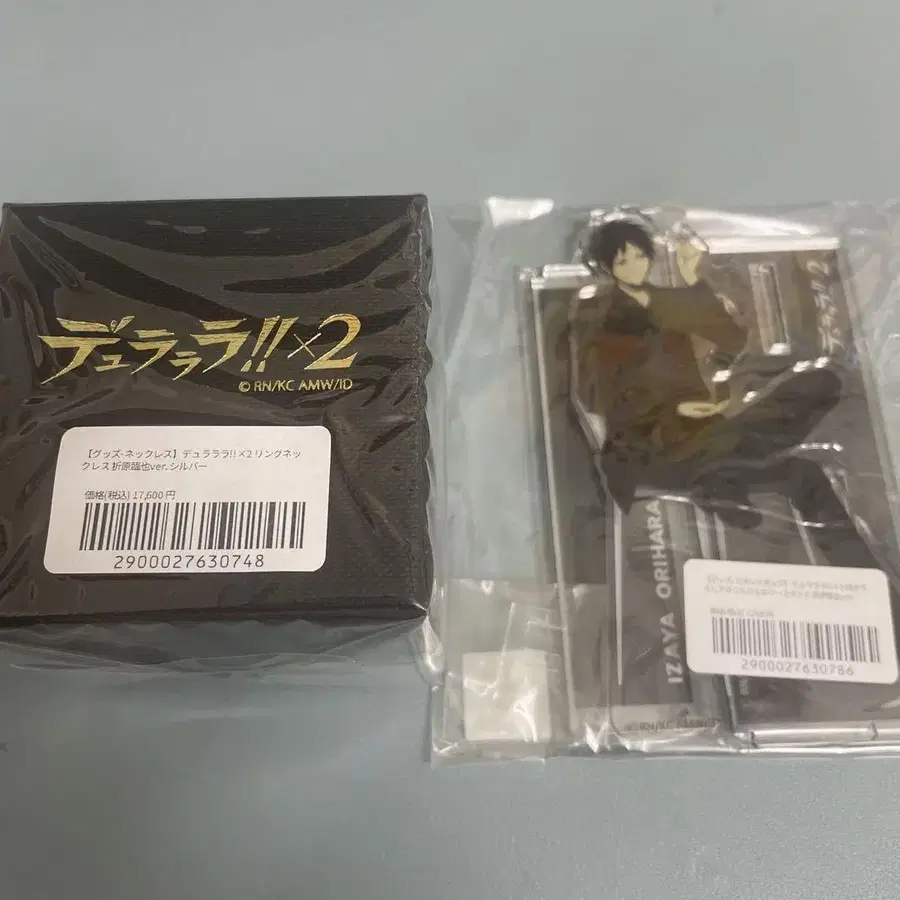 デュラララ!!×2
© RN/KC AMW/ID
【グッズ-ネックレス】デュラララ!!×2 リングネッ
クレス 折原臨也ver. シルバー
価格(税込) 17,600 円
2900027630748
デュラララ!!×2
IZAYA ORIHARA
2900027630786